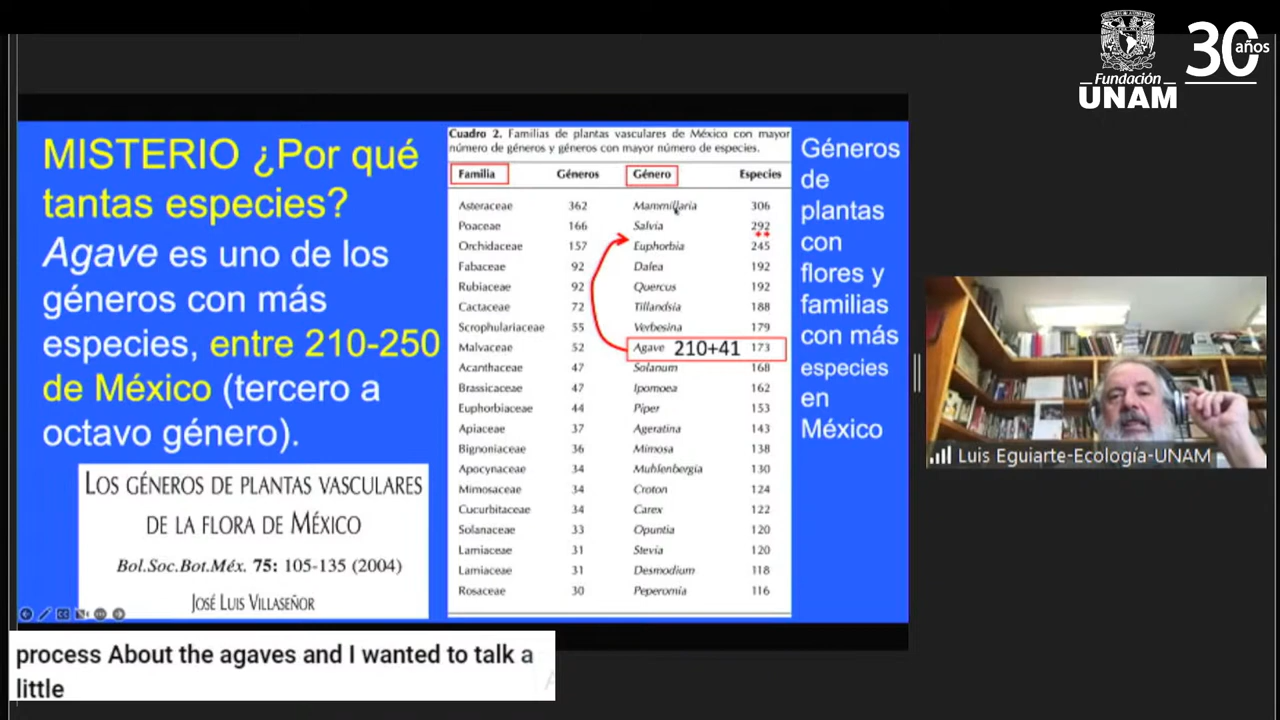 30 años
Fundación
UNAM
MISTERIO ¿Por qué
tantas especies?
Agave es uno de los
géneros con más
especies, entre 210-250
de México (tercero a
octavo género).
LOS GÉNEROS DE PLANTAS VASCULARES
DE LA FLORA DE MÉXICO
Bol.Soc.Bot.Méx. 75: 105-135 (2004)
JOSÉ LUIS VILLASEÑOR
Cuadro 2. Familias de plantas vasculares de México con mayor
número de géneros y géneros con mayor número de especies.
Familia Géneros Género Especies
Asteraceae 362 Mammillaria 306
Poaceae 166 Salvia 292
Orchidaceae 157 Euphorbia 245
Fabaceae 92 Dalea 192
Rubiaceae 92 Quercus 192
Cactaceae 72 Tillandsia 188
Scrophulariaceae 55 Verbesina 179
Malvaceae 52 Agave 210+41 173
Acanthaceae 47 Solanum 168
Brassicaceae 47 Ipomoea 162
Euphorbiaceae 44 Piper 153
Apiaceae 37 Ageratina 143
Bignoniaceae 36 Mimosa 138
Apocynaceae 34 Muhlenbergia 130
Mimosaceae 34 Croton 124
Cucurbitaceae 34 Carex 122
Solanaceae 33 Opuntia 120
Lamiaceae 31 Stevia 120
Lamiaceae 31 Desmodium 118
Rosaceae 30 Peperomia 116
Géneros
de
plantas
con
flores y
familias
con más
especies
en
México
Luis Eguiarte-Ecología-UNAM
process About the agaves and I wanted to talk a
little